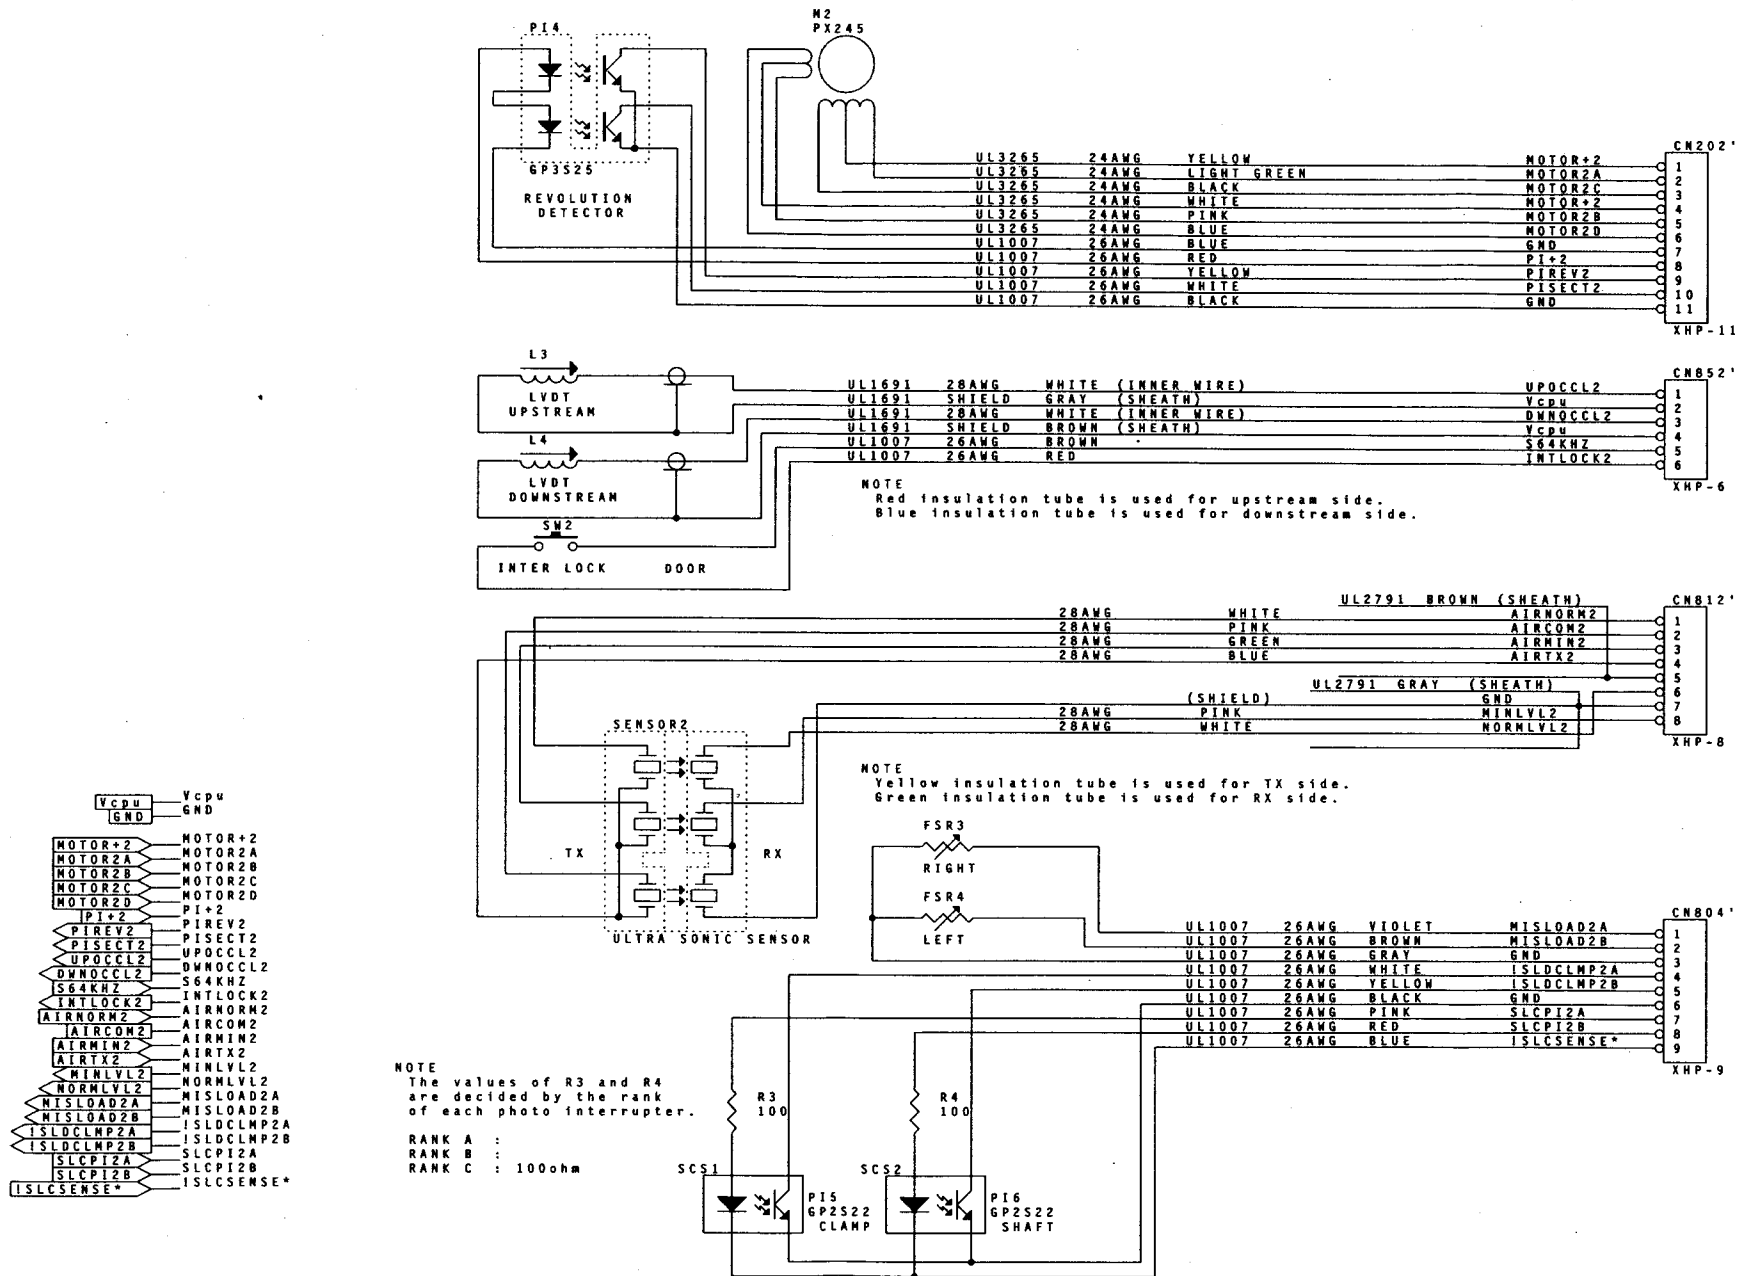 M2
PX245
PI4
GP3S25
REVOLUTION
DETECTOR
CN202'
UL3265 24AWG YELLOW MOTOR+2 1
UL3265 24AWG LIGHT GREEN MOTOR2A 2
UL3265 24AWG BLACK MOTOR2C 3
UL3265 24AWG WHITE MOTOR+2 4
UL3265 24AWG PINK MOTOR2B 5
UL3265 24AWG BLUE MOTOR2D 6
UL1007 26AWG BLUE GND 7
UL1007 26AWG RED PI+2 8
UL1007 26AWG YELLOW PIREV2 9
UL1007 26AWG WHITE PISECT2 10
UL1007 26AWG BLACK GND 11
XHP-11
L3
LVDT
UPSTREAM
L4
LVDT
DOWNSTREAM
SW2
INTER LOCK DOOR
CN852'
UL1691 28AWG WHITE (INNER WIRE) UPOCCL2 1
UL1691 SHIELD GRAY (SHEATH) Vcpu 2
UL1691 28AWG WHITE (INNER WIRE) DWNOCCL2 3
UL1691 SHIELD BROWN (SHEATH) Vcpu 4
UL1007 26AWG BROWN S64KHZ 5
UL1007 26AWG RED INTLOCK2 6
XHP-6
NOTE
Red insulation tube is used for upstream side.
Blue insulation tube is used for downstream side.
CN812'
UL2791 BROWN (SHEATH)
28AWG WHITE AIRNORM2 1
28AWG PINK AIRCOM2 2
28AWG GREEN AIRMIN2 3
28AWG BLUE AIRTX2 4
5
UL2791 GRAY (SHEATH) 6
(SHIELD) GND 7
28AWG PINK MINLVL2 8
28AWG WHITE NORMLVL2
XHP-8
SENSOR2
TX RX
ULTRA SONIC SENSOR
NOTE
Yellow insulation tube is used for TX side.
Green insulation tube is used for RX side.
FSR3
RIGHT
FSR4
LEFT
CN804'
UL1007 26AWG VIOLET MISLOAD2A 1
UL1007 26AWG BROWN MISLOAD2B 2
UL1007 26AWG GRAY GND 3
UL1007 26AWG WHITE !SLDCLMP2A 4
UL1007 26AWG YELLOW !SLDCLMP2B 5
UL1007 26AWG BLACK GND 6
UL1007 26AWG PINK SLCPI2A 7
UL1007 26AWG RED SLCPI2B 8
UL1007 26AWG BLUE !SLCSENSE* 9
XHP-9
Vcpu Vcpu
GND GND
MOTOR+2 MOTOR+2
MOTOR2A MOTOR2A
MOTOR2B MOTOR2B
MOTOR2C MOTOR2C
MOTOR2D MOTOR2D
PI+2 PI+2
PIREV2 PIREV2
PISECT2 PISECT2
UPOCCL2 UPOCCL2
DWNOCCL2 DWNOCCL2
S64KHZ S64KHZ
INTLOCK2 INTLOCK2
AIRNORM2 AIRNORM2
AIRCOM2 AIRCOM2
AIRMIN2 AIRMIN2
AIRTX2 AIRTX2
MINLVL2 MINLVL2
NORMLVL2 NORMLVL2
MISLOAD2A MISLOAD2A
MISLOAD2B MISLOAD2B
!SLDCLMP2A !SLDCLMP2A
!SLDCLMP2B !SLDCLMP2B
SLCPI2A SLCPI2A
SLCPI2B SLCPI2B
!SLCSENSE* !SLCSENSE*
NOTE
The values of R3 and R4
are decided by the rank
of each photo interrupter.
RANK A :
RANK B :
RANK C : 100ohm
R3
100
R4
100
SCS1
PI5
GP2S22
CLAMP
SCS2
PI6
GP2S22
SHAFT